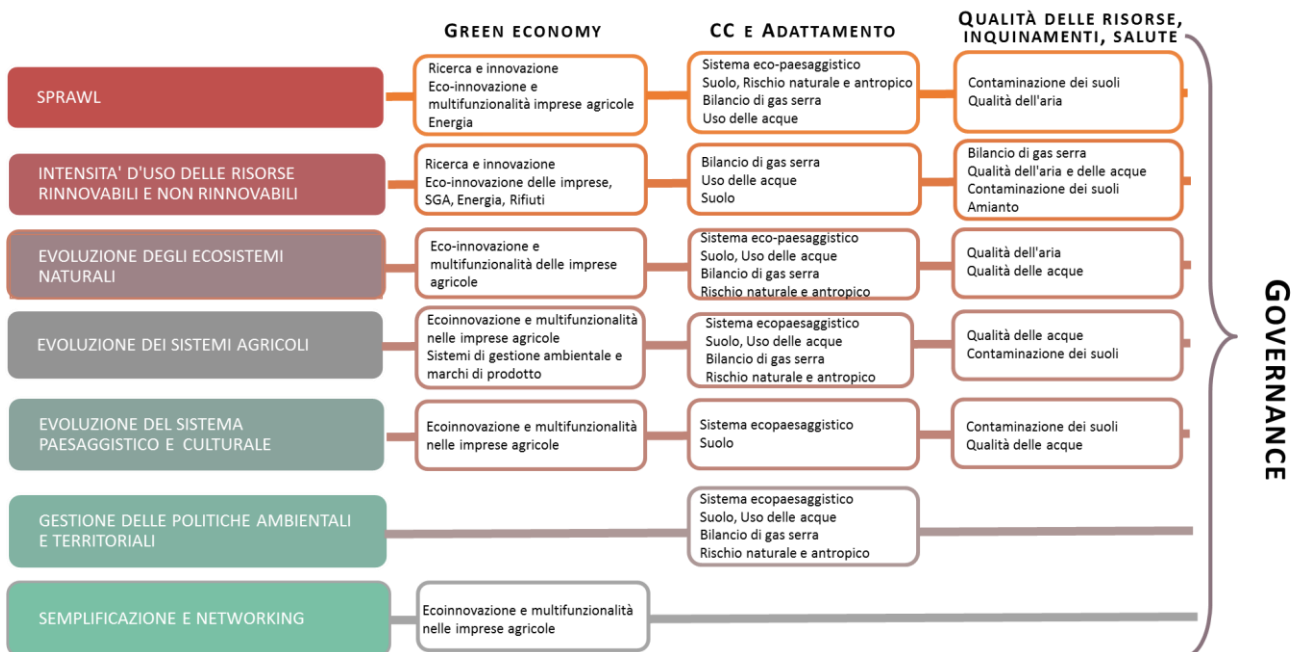 GREEN ECONOMY
CC E ADATTAMENTO
QUALITÀ DELLE RISORSE,
INQUINAMENTI, SALUTE
SPRAWL
Ricerca e innovazione
Eco-innovazione e
multifunzionalità imprese agricole
Energia
Sistema eco-paesaggistico
Suolo, Rischio naturale e antropico
Bilancio di gas serra
Uso delle acque
Contaminazione dei suoli
Qualità dell'aria
INTENSITA' D'USO DELLE RISORSE
RINNOVABILI E NON RINNOVABILI
Ricerca e innovazione
Eco-innovazione delle imprese,
SGA, Energia, Rifiuti
Bilancio di gas serra
Uso delle acque
Suolo
Bilancio di gas serra
Qualità dell'aria e delle acque
Contaminazione dei suoli
Amianto
EVOLUZIONE DEGLI ECOSISTEMI
NATURALI
Eco-innovazione e
multifunzionalità delle imprese
agricole
Sistema eco-paesaggistico
Suolo, Uso delle acque
Bilancio di gas serra
Rischio naturale e antropico
Qualità dell'aria
Qualità delle acque
EVOLUZIONE DEI SISTEMI AGRICOLI
Ecoinnovazione e multifunzionalità
nelle imprese agricole
Sistemi di gestione ambientale e
marchi di prodotto
Sistema ecopaesaggistico
Suolo, Uso delle acque
Bilancio di gas serra
Rischio naturale e antropico
Qualità delle acque
Contaminazione dei suoli
EVOLUZIONE DEL SISTEMA
PAESAGGISTICO E CULTURALE
Ecoinnovazione e multifunzionalità
nelle imprese agricole
Sistema ecopaesaggistico
Suolo
Contaminazione dei suoli
Qualità delle acque
GESTIONE DELLE POLITICHE AMBIENTALI
E TERRITORIALI
Sistema ecopaesaggistico
Suolo, Uso delle acque
Bilancio di gas serra
Rischio naturale e antropico
SEMPLIFICAZIONE E NETWORKING
Ecoinnovazione e multifunzionalità
nelle imprese agricole
GOVERNANCE